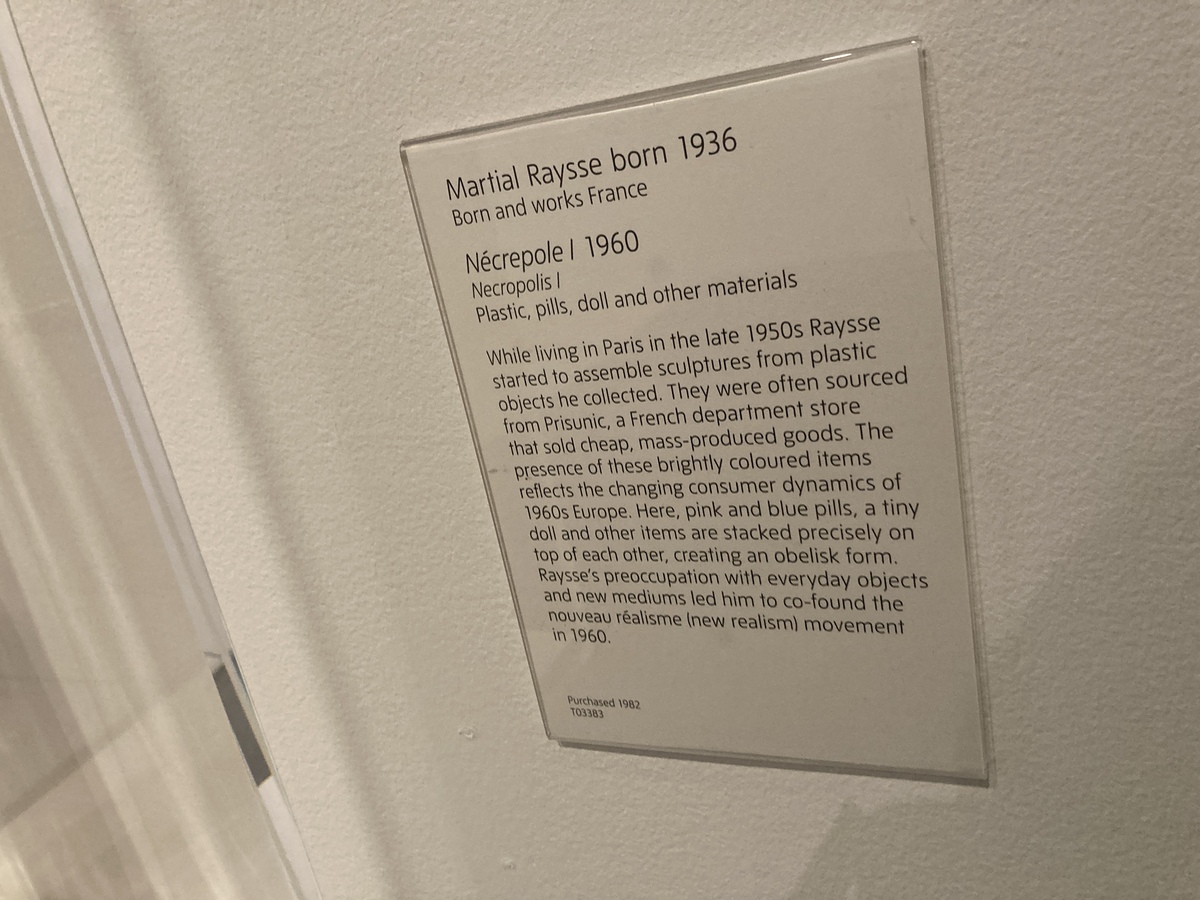 Martial Raysse born 1936
Born and works France
Nécrepole I 1960
Necropolis I
Plastic, pills, doll and other materials
While living in Paris in the late 1950s Raysse
started to assemble sculptures from plastic
objects he collected. They were often sourced
from Prisunic, a French department store
that sold cheap, mass-produced goods. The
presence of these brightly coloured items
reflects the changing consumer dynamics of
1960s Europe. Here, pink and blue pills, a tiny
doll and other items are stacked precisely on
top of each other, creating an obelisk form.
Raysse's preoccupation with everyday objects
and new mediums led him to co-found the
nouveau réalisme (new realism) movement
in 1960.
Purchased 1982
T03383